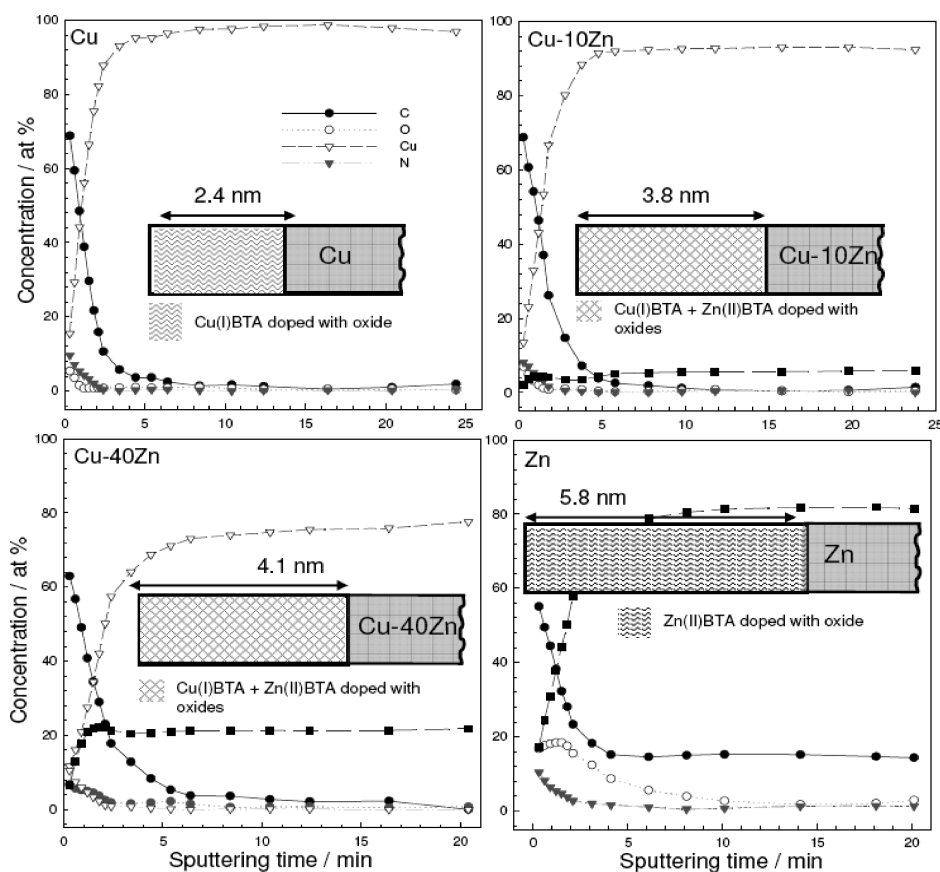 Cu
Concentration / at %
100
80
60
40
20
0
C
O
Cu
N
2.4 nm
Cu
Cu(I)BTA doped with oxide
0 5 10 15 20 25
Cu-10Zn
100
80
60
40
20
0
3.8 nm
Cu-10Zn
Cu(I)BTA + Zn(II)BTA doped with
oxides
0 5 10 15 20 25
Cu-40Zn
Concentration / at %
100
80
60
40
20
0
4.1 nm
Cu-40Zn
Cu(I)BTA + Zn(II)BTA doped with
oxides
0 5 10 15 20
Sputtering time / min
Zn
100
80
60
40
20
0
5.8 nm
Zn
Zn(II)BTA doped with oxide
0 5 10 15 20
Sputtering time / min